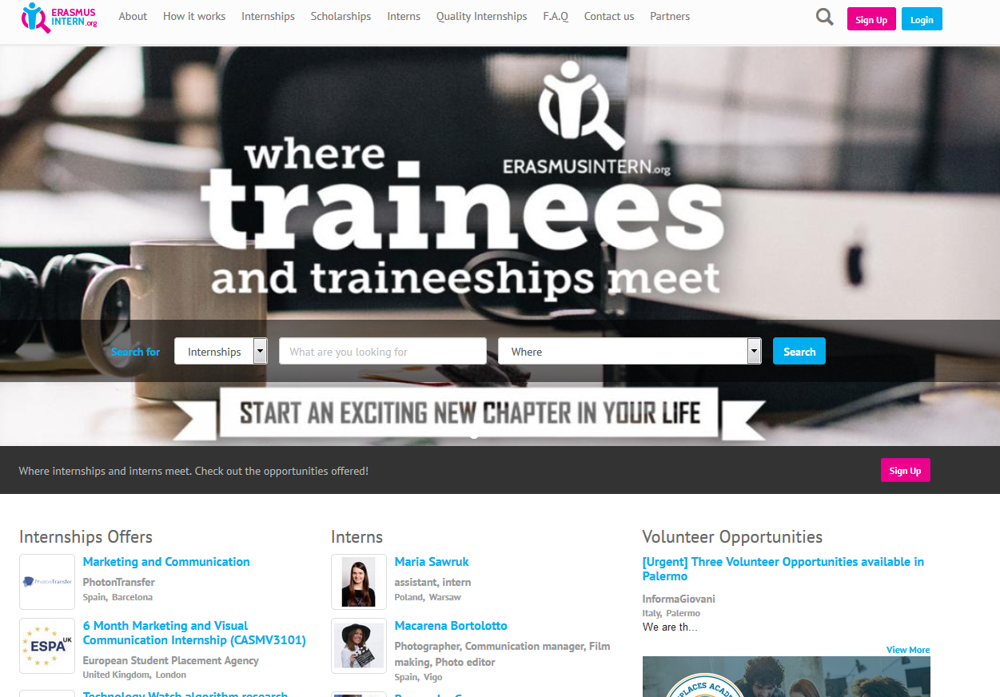 ERASMUS
INTERN.org
About How it works Internships Scholarships Interns Quality Internships F.A.Q Contact us Partners
Sign Up Login
where
ERASMUSINTERN.org
trainees
and traineeships meet
Search for Internships What are you looking for Where Search
START AN EXCITING NEW CHAPTER IN YOUR LIFE
Where internships and interns meet. Check out the opportunities offered! Sign Up
Internships Offers
PhotonTransfer
Marketing and Communication
PhotonTransfer
Spain, Barcelona
ESPA UK
6 Month Marketing and Visual
Communication Internship (CASMV3101)
European Student Placement Agency
United Kingdom, London
Technology Watch algorithm research
Interns
Maria Sawruk
assistant, intern
Poland, Warsaw
Macarena Bortolotto
Photographer, Communication manager, Film
making, Photo editor
Spain, Vigo
Volunteer Opportunities
[Urgent] Three Volunteer Opportunities available in
Palermo
InformaGiovani
Italy, Palermo
We are th...
View More